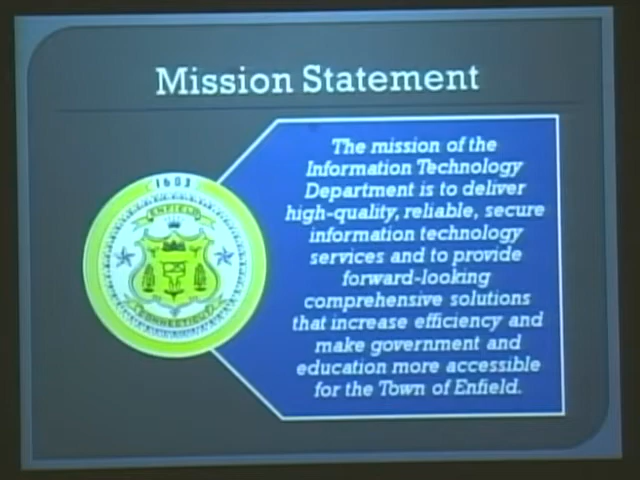 Mission Statement
The mission of the
Information Technology
Department is to deliver
high-quality, reliable, secure
information technology
services and to provide
forward-looking
comprehensive solutions
that increase efficiency and
make government and
education more accessible
for the Town of Enfield.
ENFIELD
CONNECTICUT